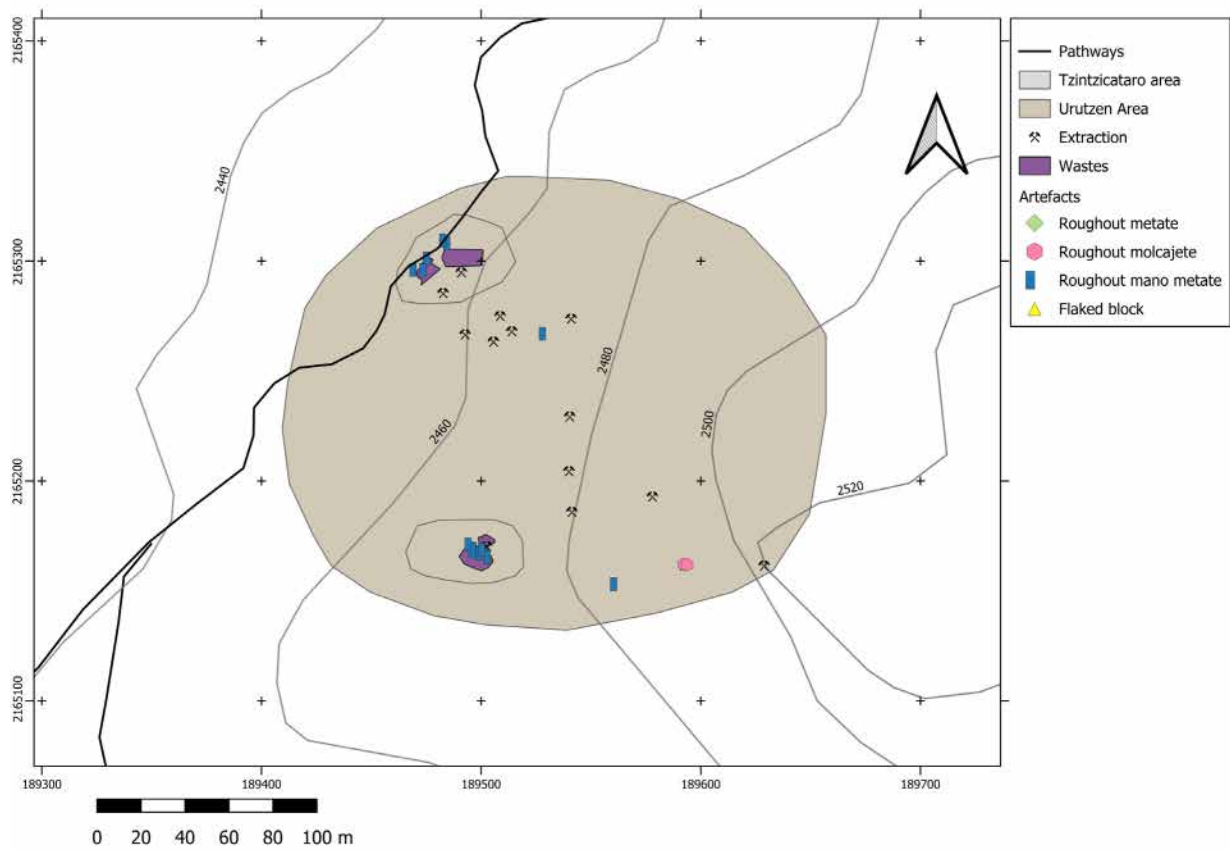 2165400
2165300
2165200
2165100
2440
2460
2480
2500
2520
189300
189400
189500
189600
189700
0 20 40 60 80 100 m
Pathways
Tzintzicataro area
Urutzen Area
Extraction
Wastes
Artefacts
Roughout metate
Roughout molcajete
Roughout mano metate
Flaked block